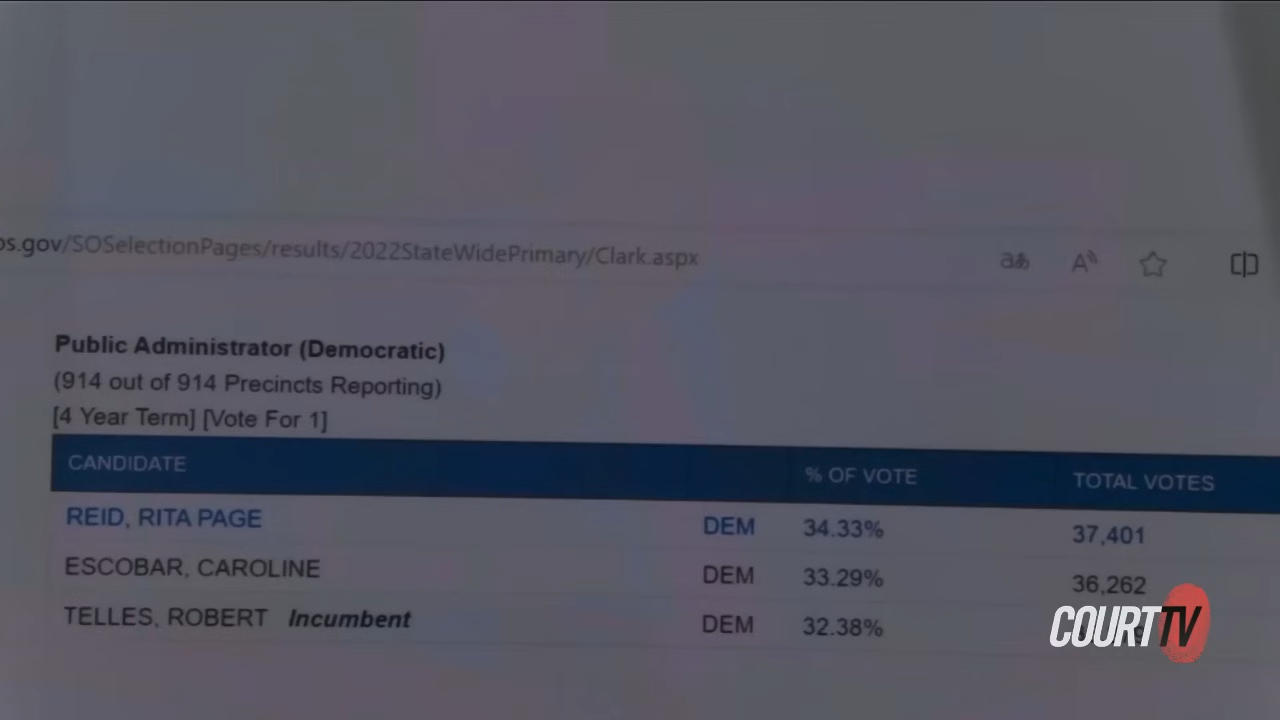 os.gov/SOSelectionPages/results/2022StateWidePrimary/Clark.aspx
Public Administrator (Democratic)
(914 out of 914 Precincts Reporting)
[4 Year Term] [Vote For 1]
CANDIDATE % OF VOTE TOTAL VOTES
REID, RITA PAGE DEM 34.33% 37,401
ESCOBAR, CAROLINE DEM 33.29% 36,262
TELLES, ROBERT Incumbent DEM 32.38%
COURT TV